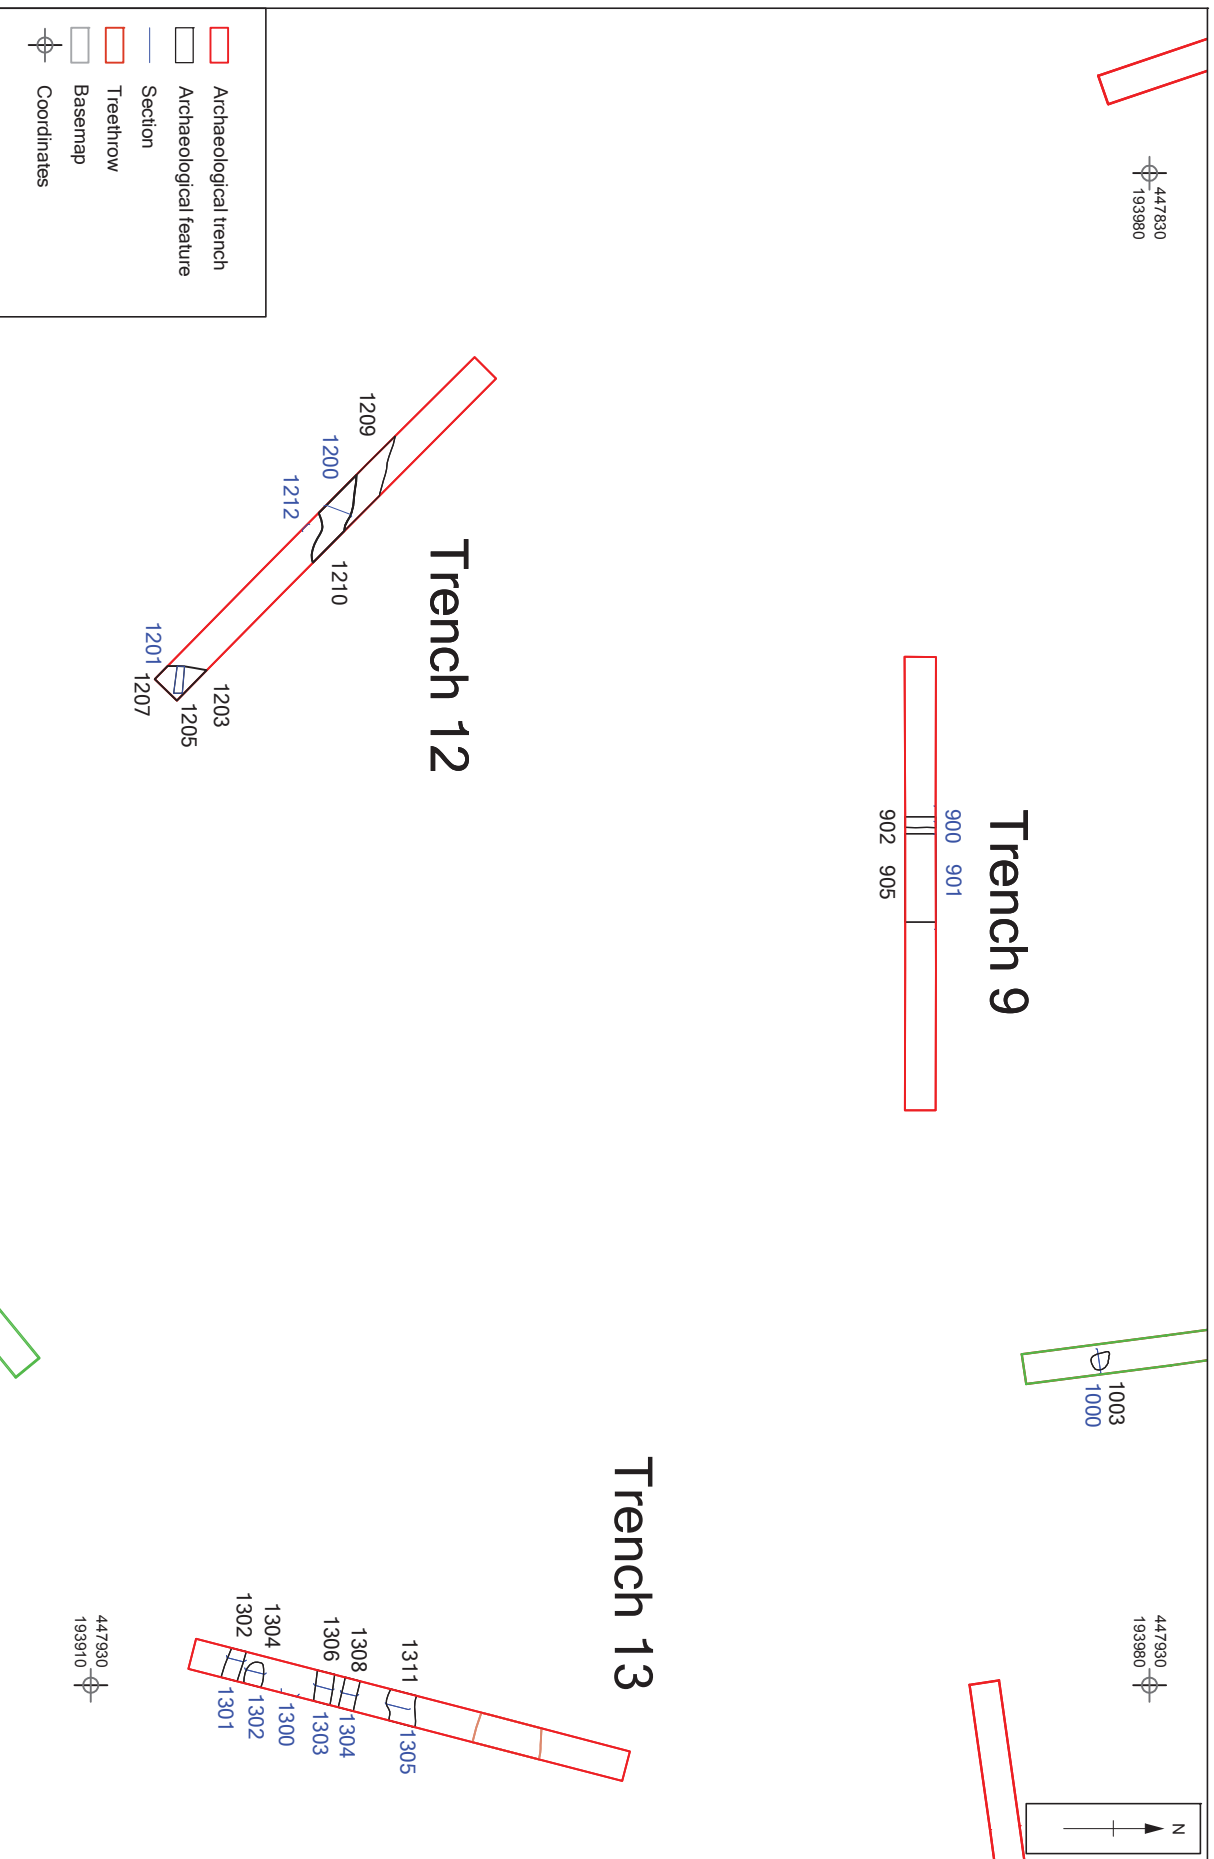 447830
193980
447930
193980
N
Trench 9
900 901
902 905
1003
1000
Trench 13
1311
1308
1306
1304
1302
1305
1304
1303
1300
1302
1301
Trench 12
1209
1200
1212
1210
1201
1207
1203
1205
447930
193910
Archaeological trench
Archaeological feature
Section
Treethrow
Basemap
Coordinates